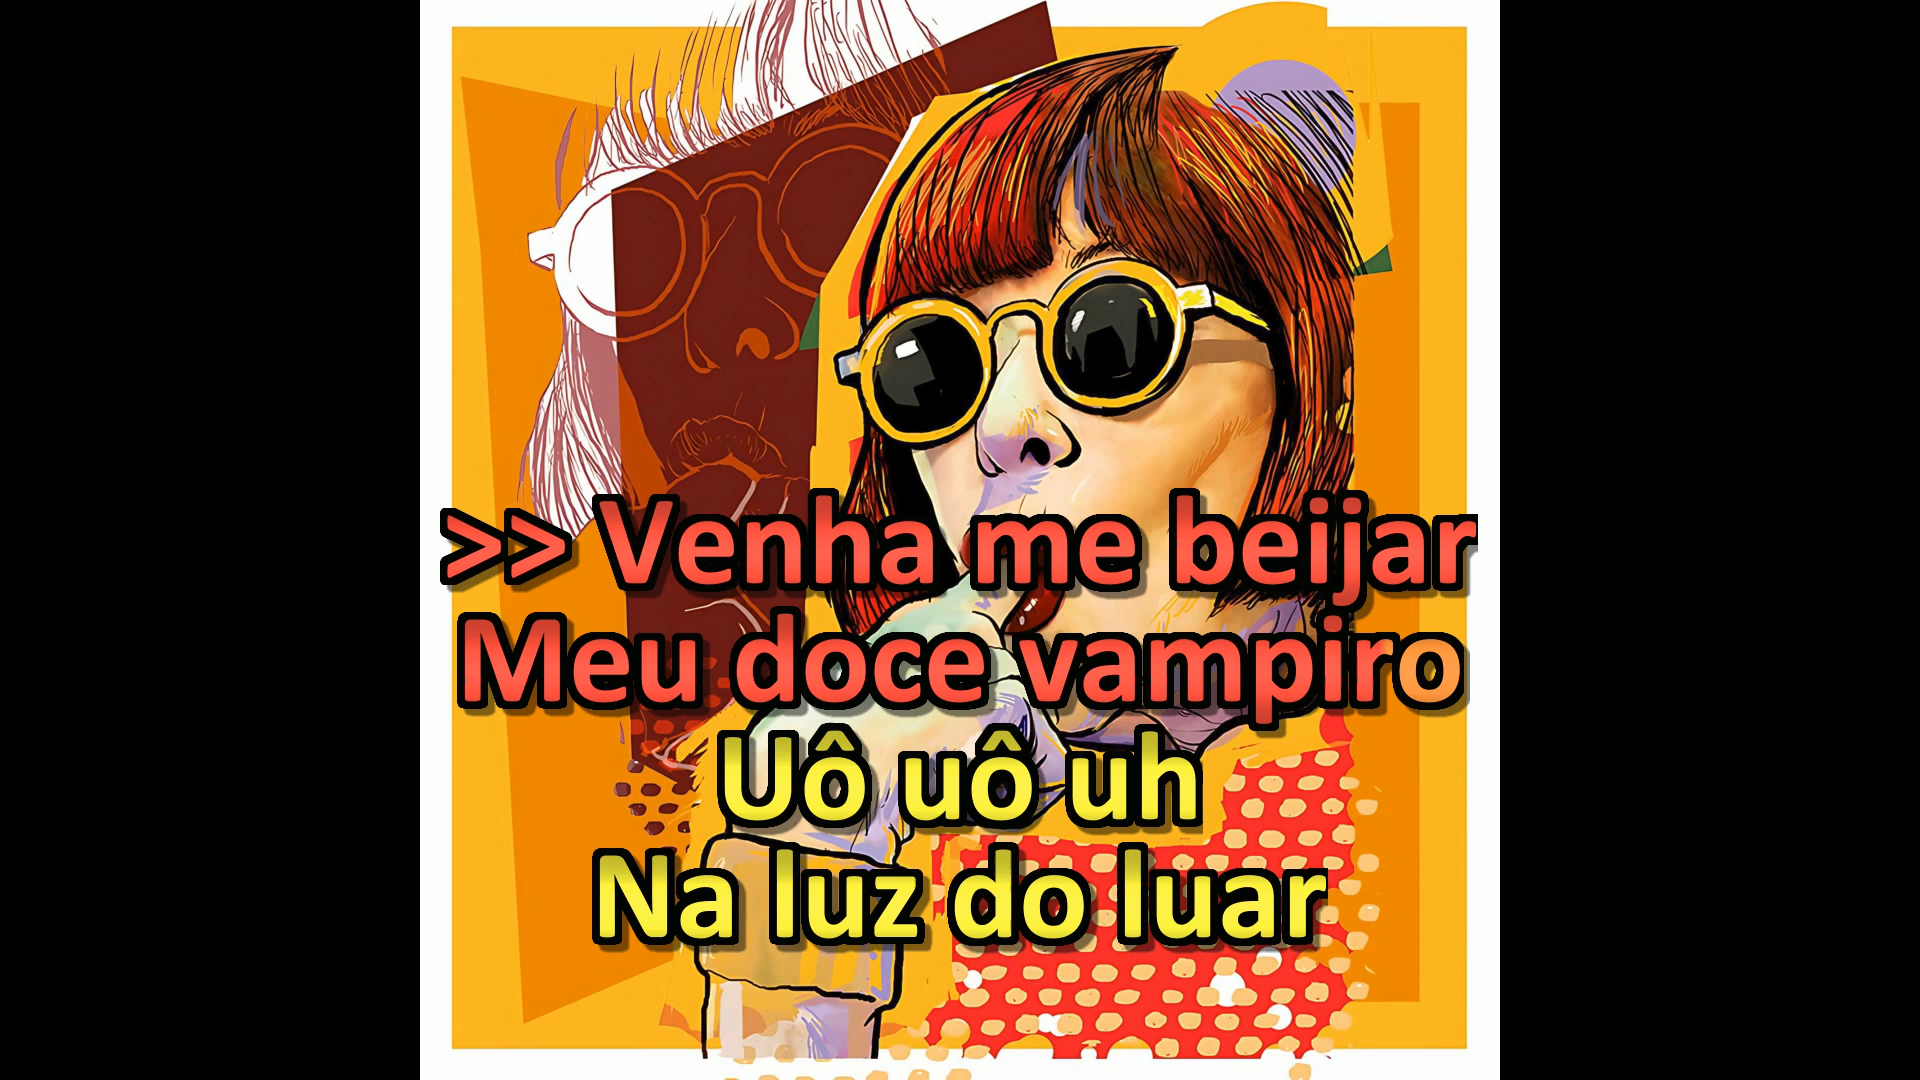 >> Venha me beijar
Meu doce vampiro
Uô uô uh
Na luz do luar